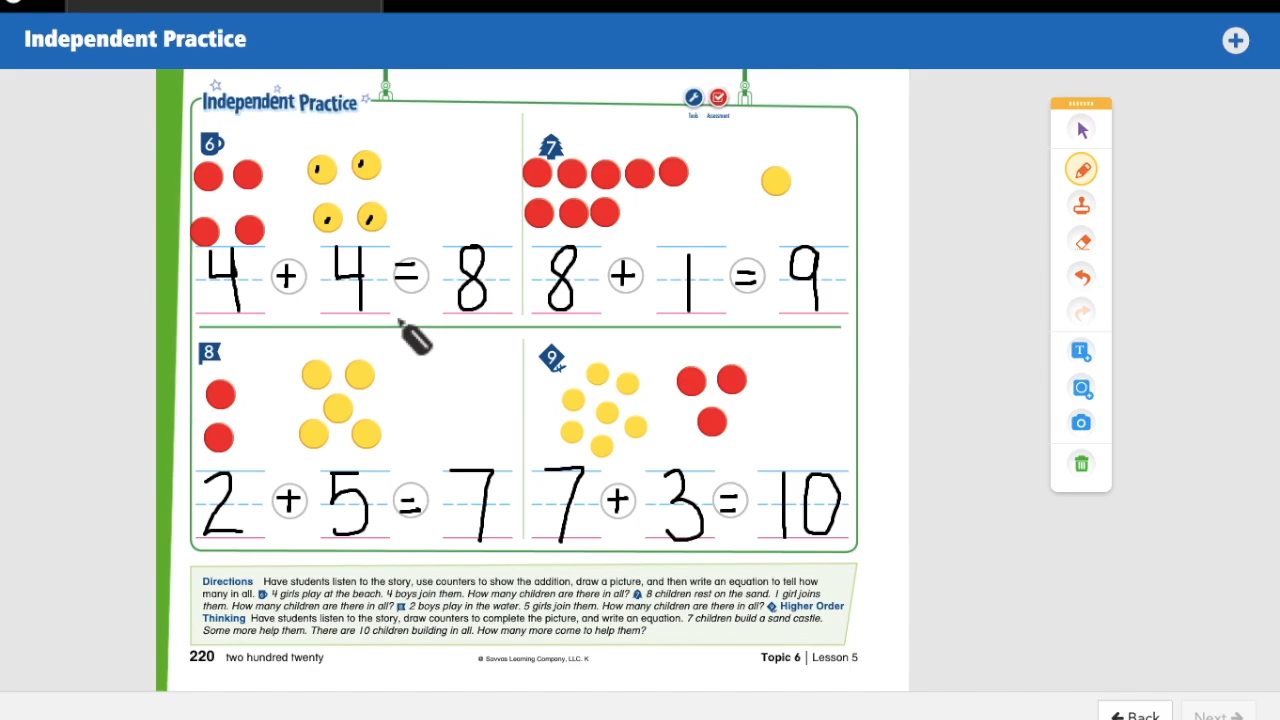 Independent Practice
Independent Practice
Tools Assessment
6 7
4 + 4 = 8 8 + 1 = 9
8 9
2 + 5 = 7 7 + 3 = 10
Directions Have students listen to the story, use counters to show the addition, draw a picture, and then write an equation to tell how
many in all. 4 girls play at the beach. 4 boys join them. How many children are there in all? 8 children rest on the sand. 1 girl joins
them. How many children are there in all? 2 boys play in the water. 5 girls join them. How many children are there in all? Higher Order
Thinking Have students listen to the story, draw counters to complete the picture, and write an equation. 7 children build a sand castle.
Some more help them. There are 10 children building in all. How many more come to help them?
220 two hundred twenty
© Savvas Learning Company, LLC. K
Topic 6 | Lesson 5
Back Next